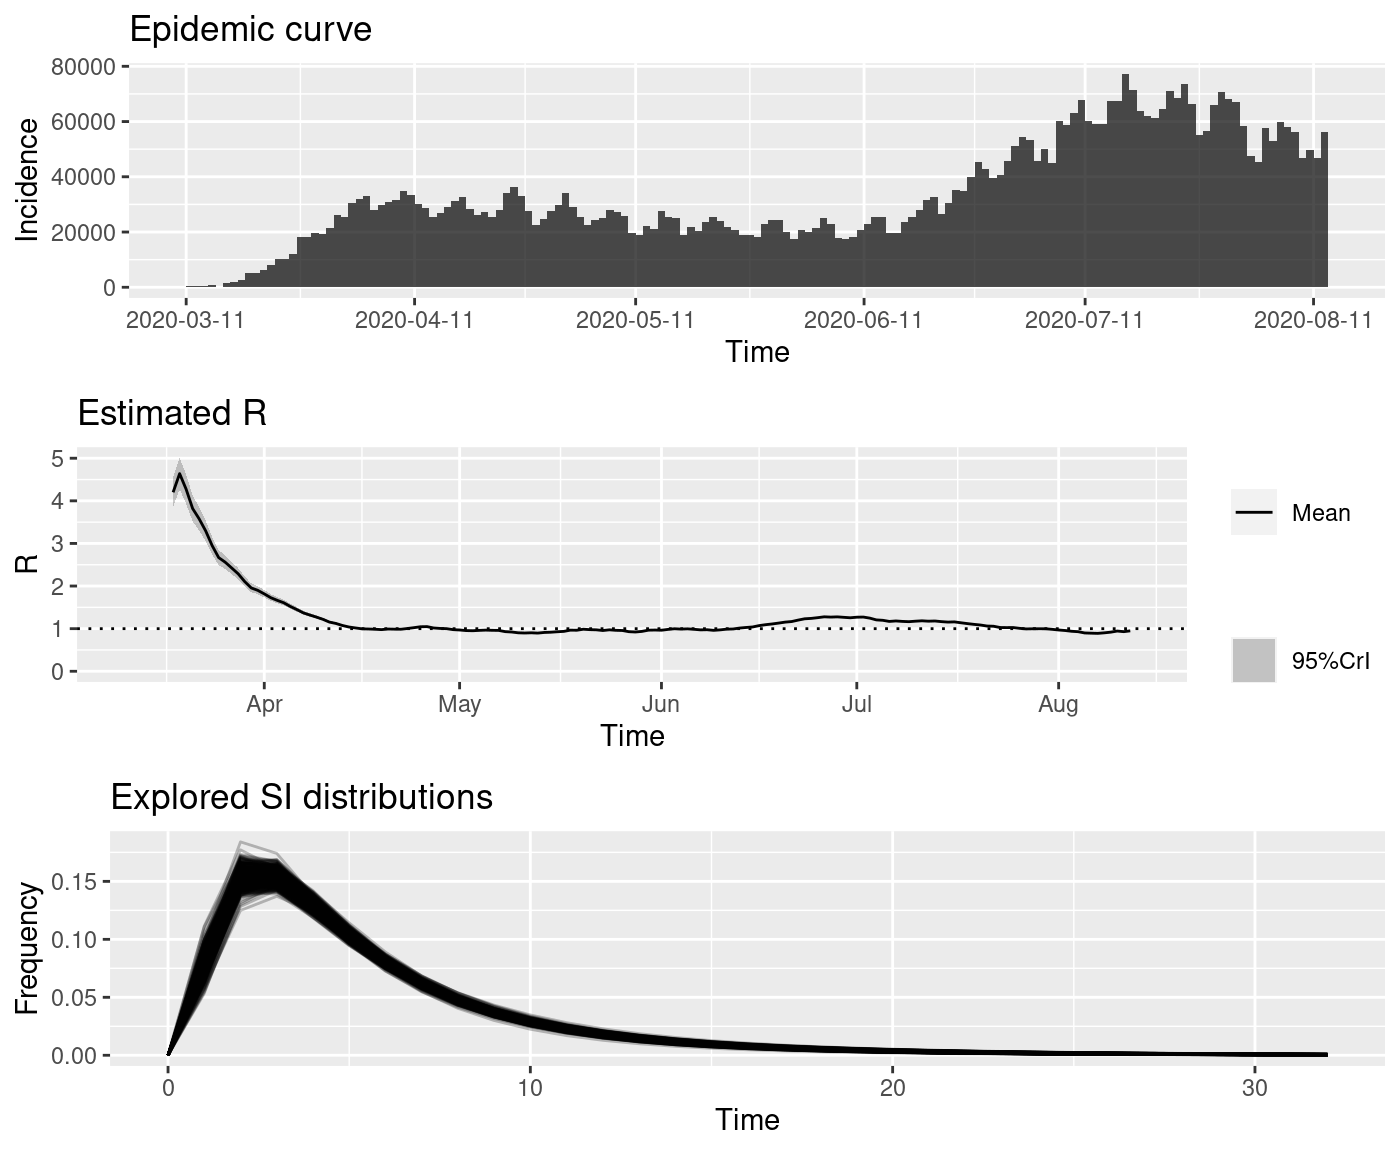 Epidemic curve
80000
60000
40000
20000
0
Incidence
2020-03-11 2020-04-11 2020-05-11 2020-06-11 2020-07-11 2020-08-11
Time
Estimated R
5
4
3
2
1
0
R
Apr May Jun Jul Aug
Time
Mean
95%CrI
Explored SI distributions
0.15
0.10
0.05
0.00
Frequency
0 10 20 30
Time